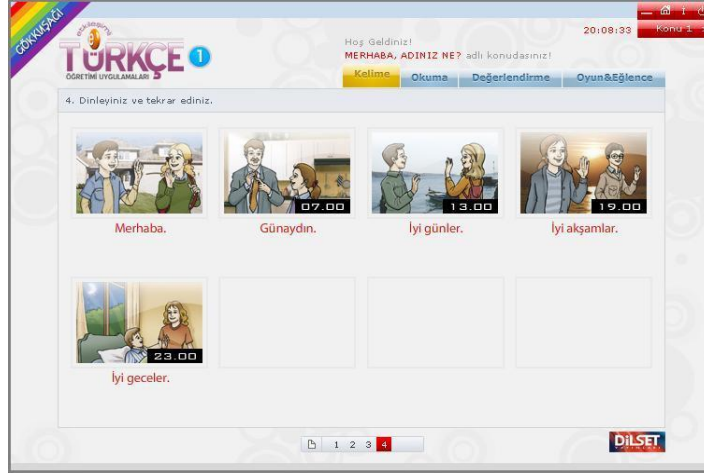 GÖKKUŞAĞI
etkileşimli
TÜRKÇE 1
ÖĞRETİMİ UYGULAMALARI
20:08:33
Konu 1
Hoş Geldiniz!
MERHABA, ADINIZ NE? adlı konudasınız!
Kelime Okuma Değerlendirme Oyun&Eğlence
4. Dinleyiniz ve tekrar ediniz.
07.00 13.00 19.00
Merhaba. Günaydın. İyi günler. İyi akşamlar.
23.00
İyi geceler.
1 2 3 4
DİLSET
YAYINLARI